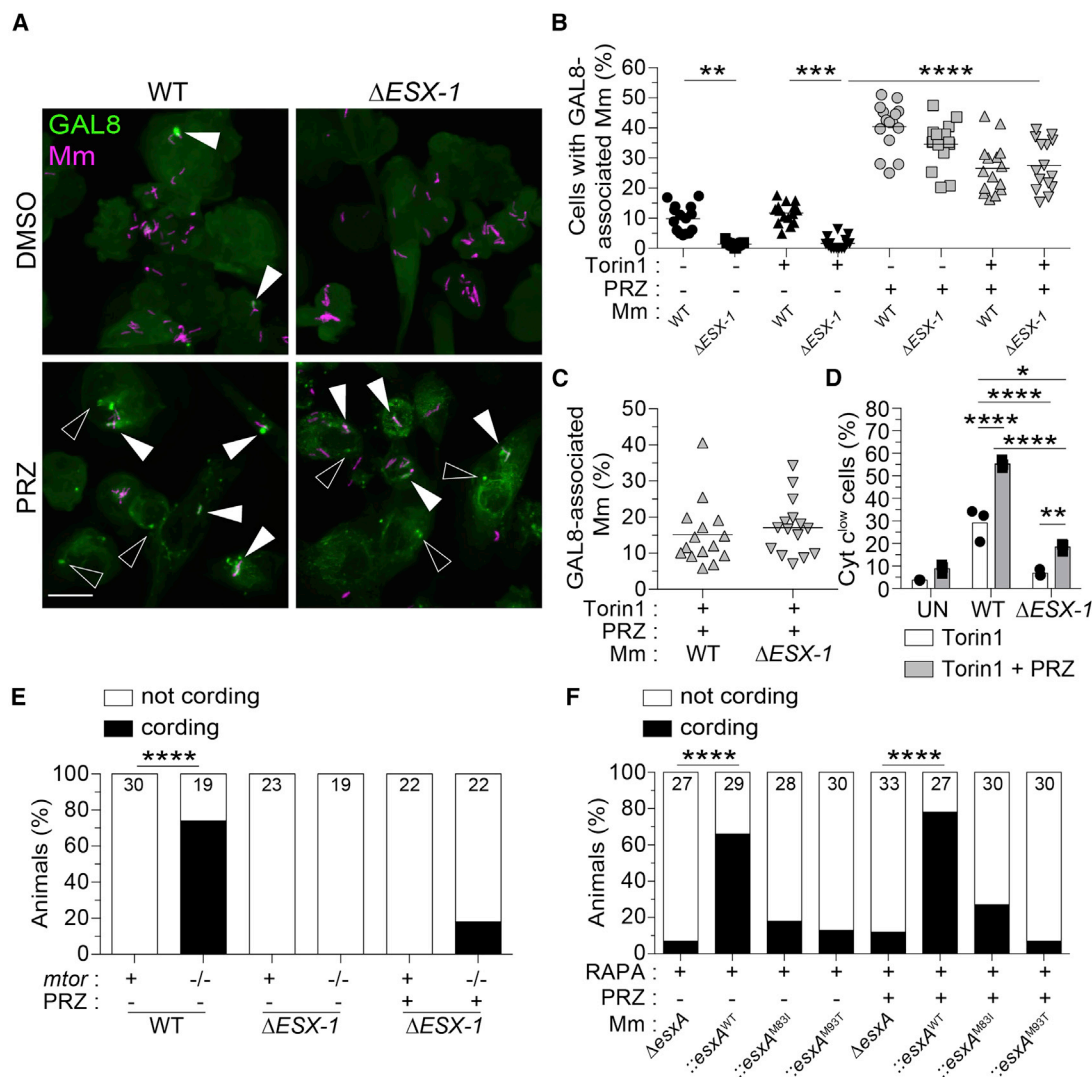 A
WT
ΔESX-1
GAL8
Mm
DMSO
PRZ
B
Cells with GAL8-
associated Mm (%)
60
50
40
30
20
10
0
** *** ****
Torin1 : - - + + - - + +
PRZ : - - - - + + + +
Mm : WT ΔESX-1 WT ΔESX-1 WT ΔESX-1 WT ΔESX-1
C
GAL8-associated
Mm (%)
50
40
30
20
10
0
Torin1 : + +
PRZ : + +
Mm : WT ΔESX-1
D
Cyt c^low cells (%)
80
70
60
50
40
30
20
10
0
*
****
****
****
**
UN WT ΔESX-1
Torin1
Torin1 + PRZ
E
not cording
cording
****
Animals (%)
100
80
60
40
20
0
30 19 23 19 22 22
mtor : + -/- + -/- + -/-
PRZ : - - - - + +
WT ΔESX-1 ΔESX-1
F
not cording
cording
**** ****
Animals (%)
100
80
60
40
20
0
27 29 28 30 33 27 30 30
RAPA : + + + + + + + +
PRZ : - - - - + + + +
Mm : ΔesxA ::esxA^WT ::esxA^M83I ::esxA^M93T ΔesxA ::esxA^WT ::esxA^M83I ::esxA^M93T